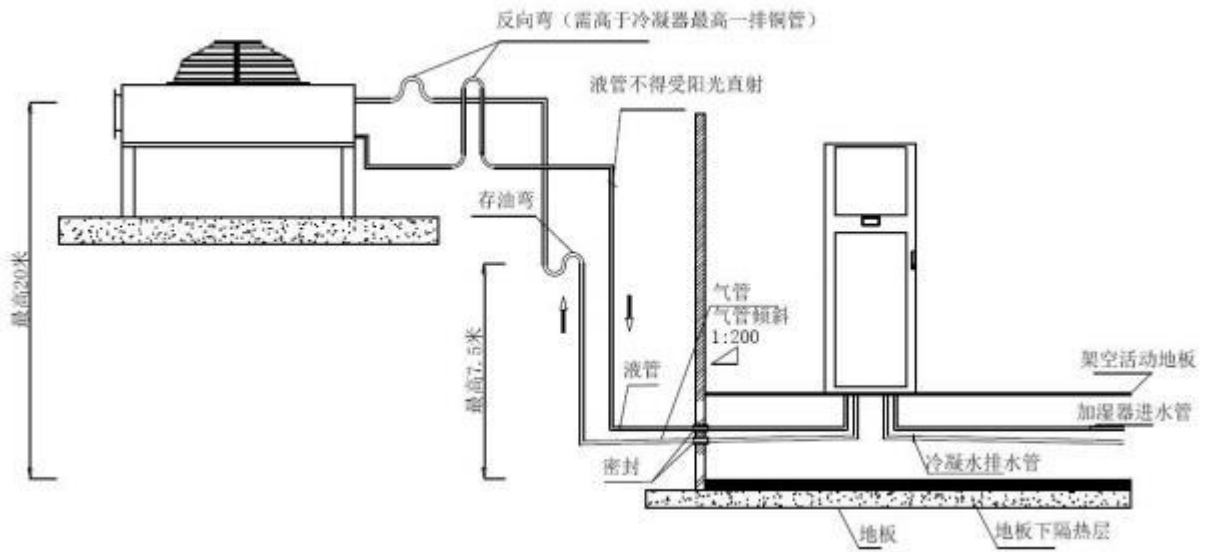 反向弯（需高于冷凝器最高一排铜管）
液管不得受阳光直射
存油弯
最高20米
最高7.5米
气管
气管倾斜
1:200
液管
架空活动地板
加湿器进水管
密封
冷凝水排水管
地板
地板下隔热层